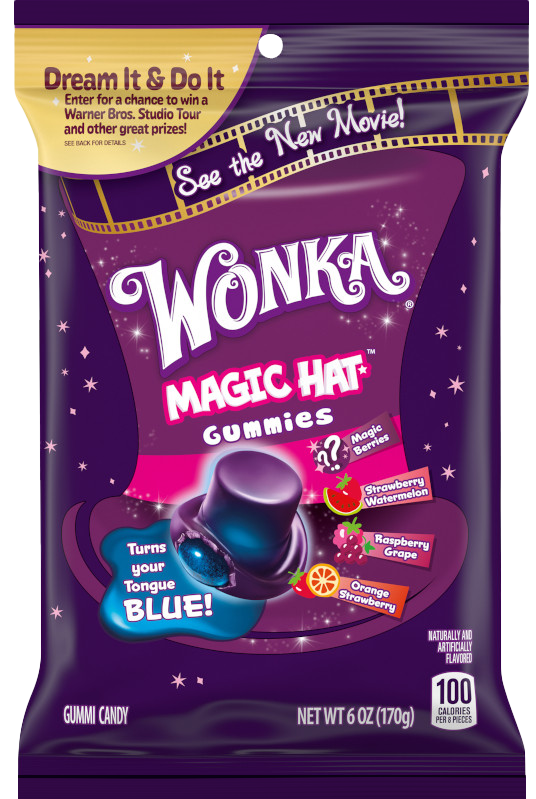 Dream It & Do It
Enter for a chance to win a
Warner Bros. Studio Tour
and other great prizes!
SEE BACK FOR DETAILS
See the New Movie!
WONKA®
MAGIC HAT™
GUMMIES
Magic
Berries
Strawberry
Watermelon
Raspberry
Grape
Orange
Strawberry
Turns
your
Tongue
BLUE!
NATURALLY AND
ARTIFICIALLY
FLAVORED
100
CALORIES
PER 8 PIECES
GUMMI CANDY
NET WT 6 OZ (170g)